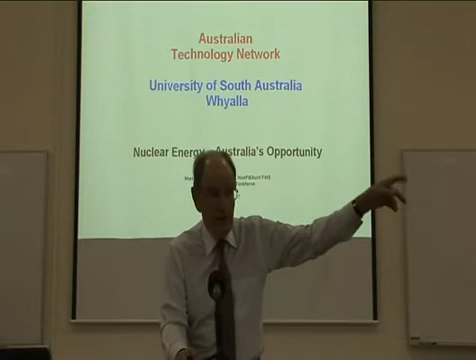 Australian
Technology Network
University of South Australia
Whyalla
Nuclear Energy Australia's Opportunity